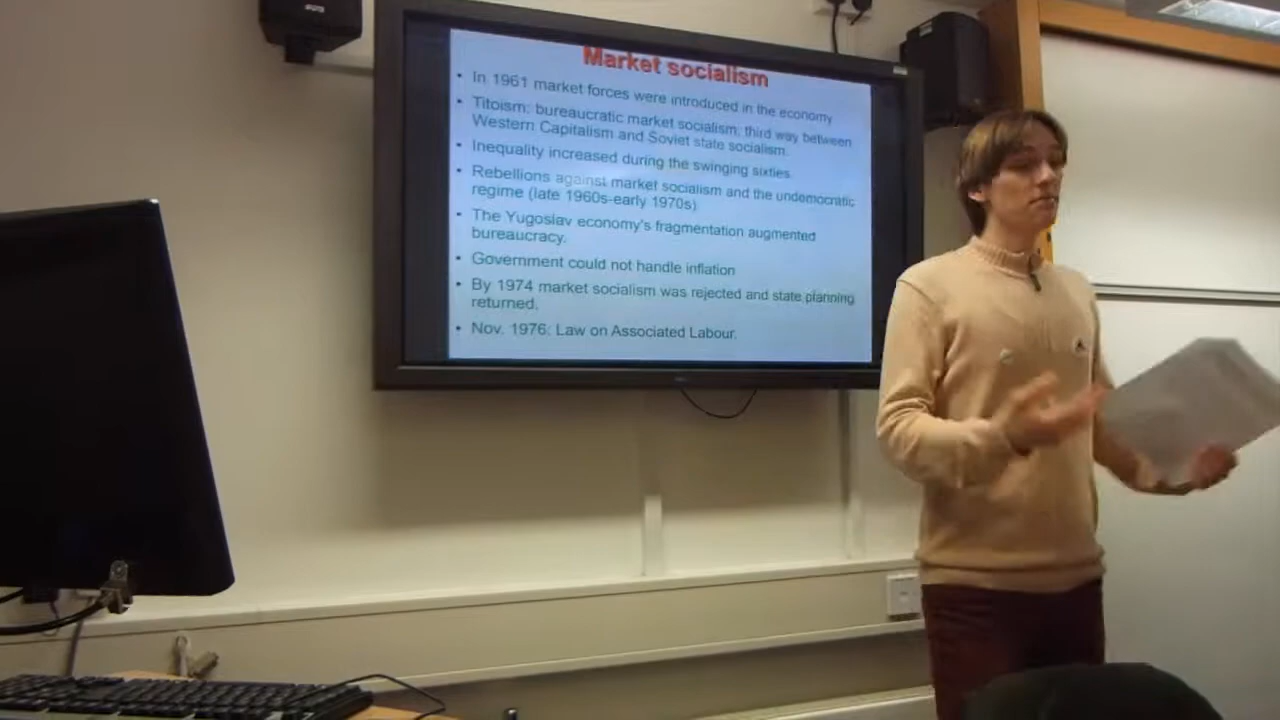 Market socialism
• In 1961 market forces were introduced in the economy
• Titoism: bureaucratic market socialism; third way between
Western Capitalism and Soviet state socialism.
• Inequality increased during the swinging sixties.
• Rebellions against market socialism and the undemocratic
regime (late 1960s-early 1970s)
• The Yugoslav economy's fragmentation augmented
bureaucracy.
• Government could not handle inflation
• By 1974 market socialism was rejected and state planning
returned.
• Nov. 1976: Law on Associated Labour.